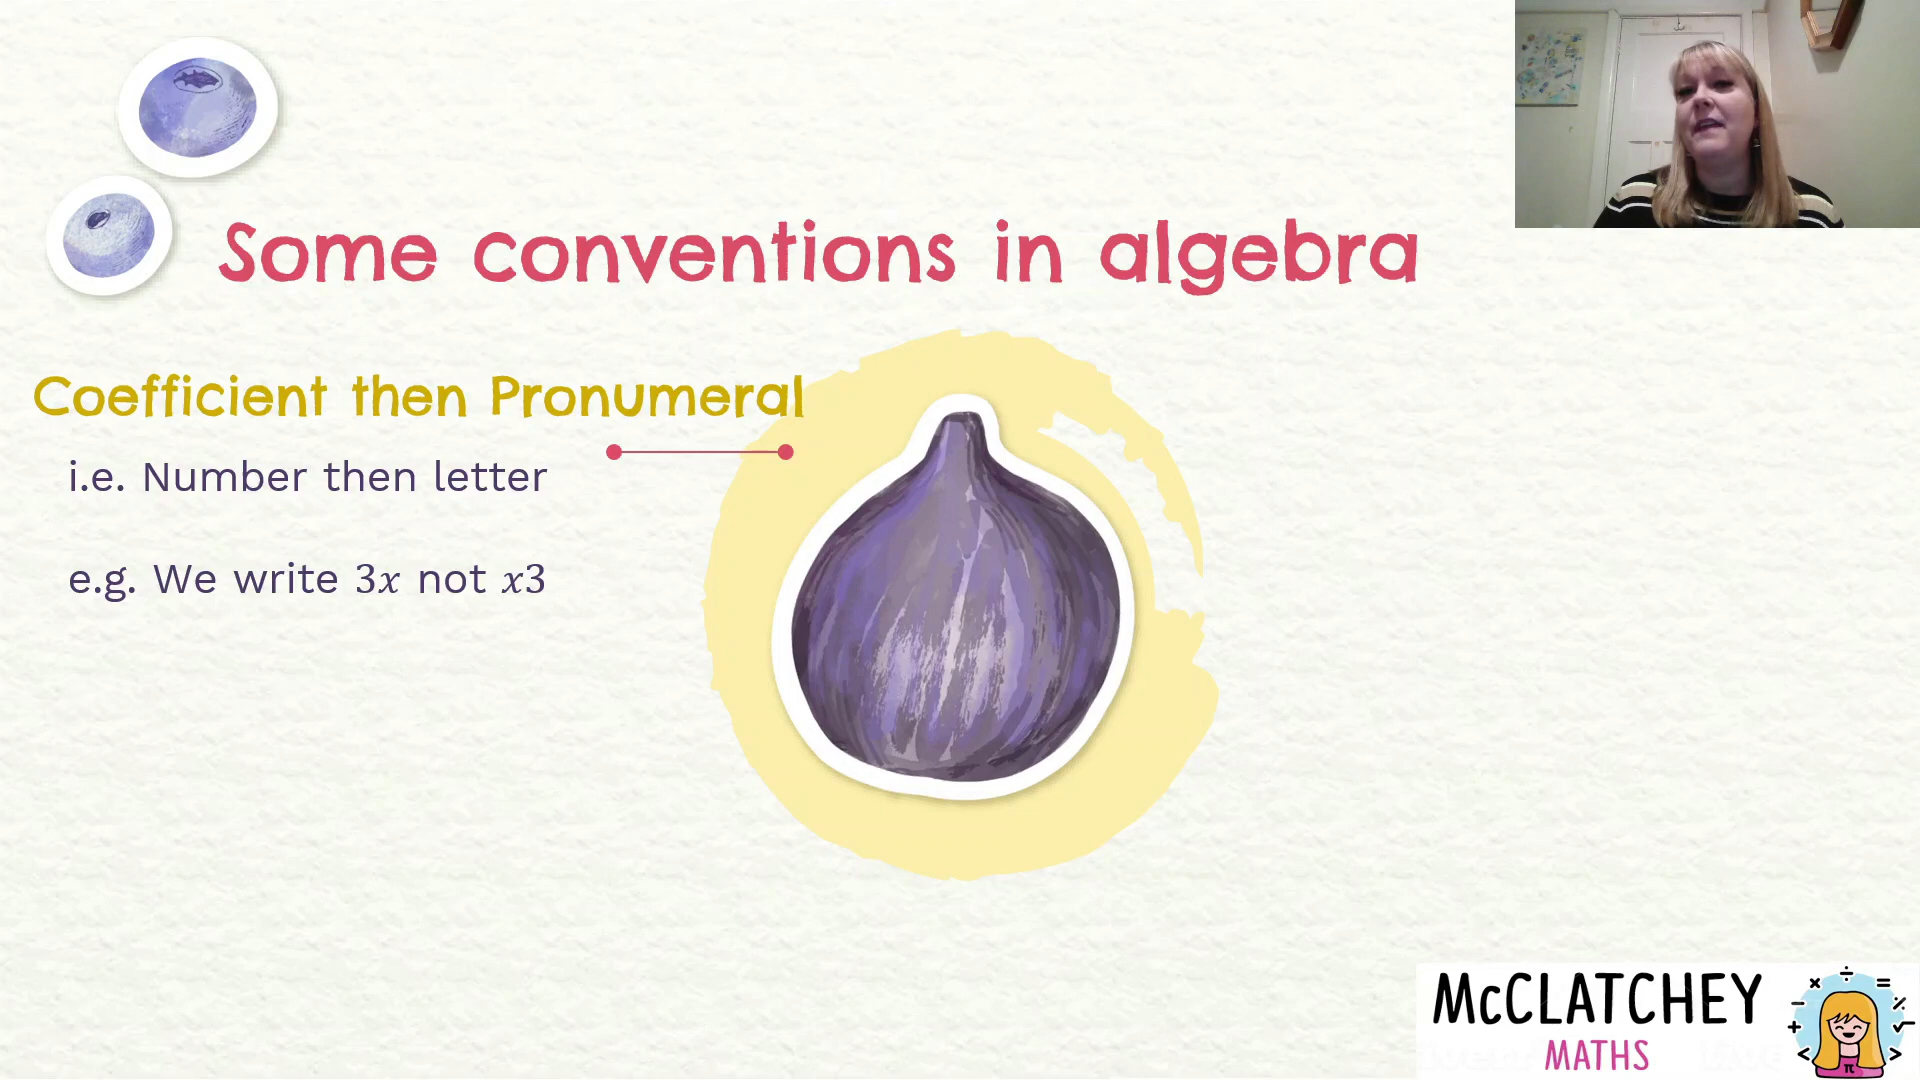 Some conventions in algebra
Coefficient then Pronumeral
i.e. Number then letter
e.g. We write 3x not x3
McCLATCHEY
MATHS